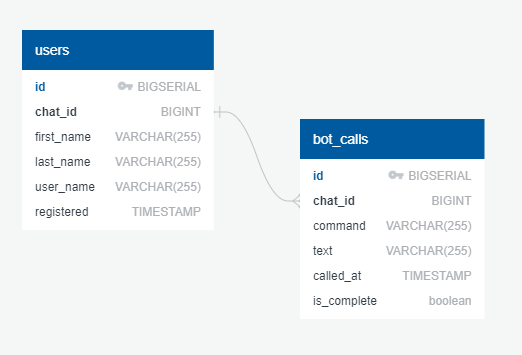 users
id BIGSERIAL
chat_id BIGINT
first_name VARCHAR(255)
last_name VARCHAR(255)
user_name VARCHAR(255)
registered TIMESTAMP
bot_calls
id BIGSERIAL
chat_id BIGINT
command VARCHAR(255)
text VARCHAR(255)
called_at TIMESTAMP
is_complete boolean